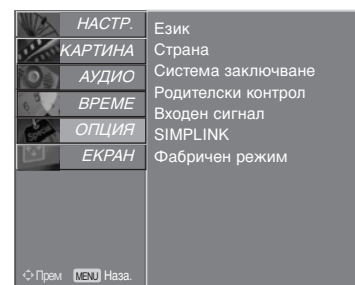 НАСТР.
КАРТИНА
АУДИО
ВРЕМЕ
ОПЦИЯ
ЕКРАН
Език
Страна
Система заключване
Родителски контрол
Входен сигнал
SIMPLINK
Фабричен режим
Прем MENU Наза.